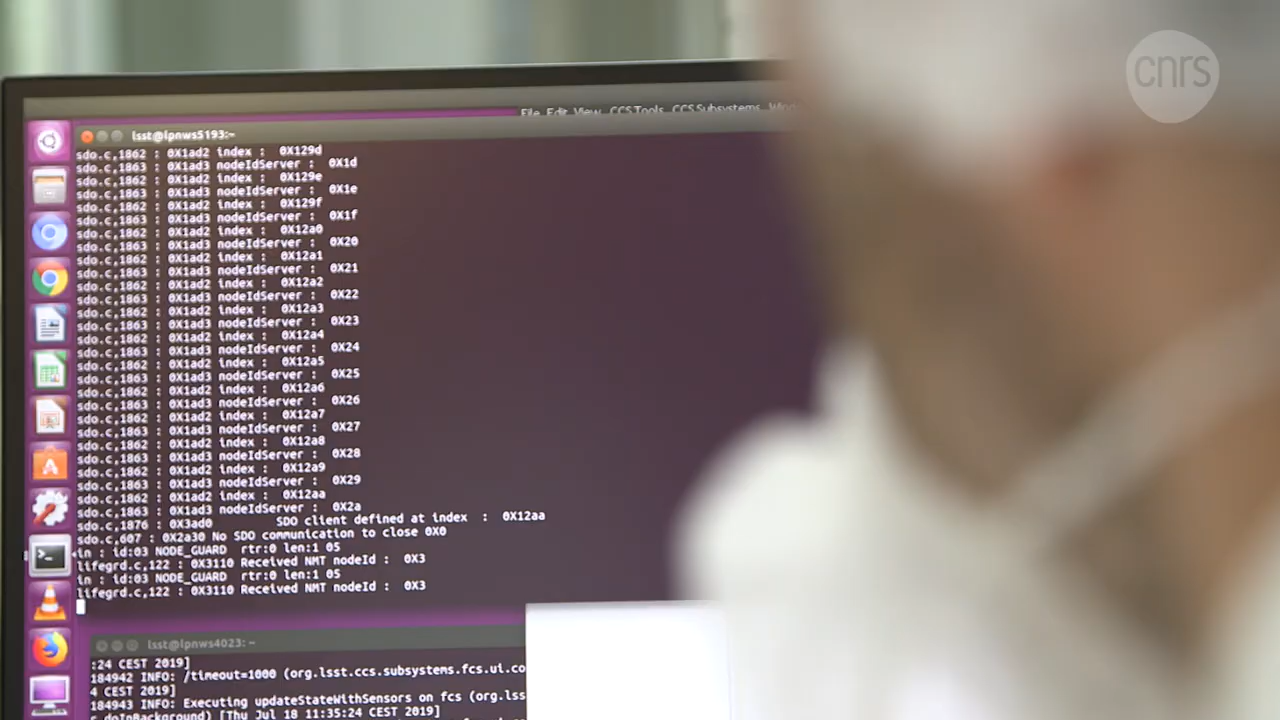 cnrs
File Edit View CCS Tools CCS Subsystems
lsst@lpnws5193:~
sdo.c,1862 : 0X1ad2 index : 0X129d
sdo.c,1863 : 0X1ad3 nodeIdServer : 0X1d
sdo.c,1862 : 0X1ad2 index : 0X129e
sdo.c,1863 : 0X1ad3 nodeIdServer : 0X1e
sdo.c,1862 : 0X1ad2 index : 0X129f
sdo.c,1863 : 0X1ad3 nodeIdServer : 0X1f
sdo.c,1862 : 0X1ad2 index : 0X12a0
sdo.c,1863 : 0X1ad3 nodeIdServer : 0X20
sdo.c,1862 : 0X1ad2 index : 0X12a1
sdo.c,1863 : 0X1ad3 nodeIdServer : 0X21
sdo.c,1862 : 0X1ad2 index : 0X12a2
sdo.c,1863 : 0X1ad3 nodeIdServer : 0X22
sdo.c,1862 : 0X1ad2 index : 0X12a3
sdo.c,1863 : 0X1ad3 nodeIdServer : 0X23
sdo.c,1862 : 0X1ad2 index : 0X12a4
sdo.c,1863 : 0X1ad3 nodeIdServer : 0X24
sdo.c,1862 : 0X1ad2 index : 0X12a5
sdo.c,1863 : 0X1ad3 nodeIdServer : 0X25
sdo.c,1862 : 0X1ad2 index : 0X12a6
sdo.c,1863 : 0X1ad3 nodeIdServer : 0X26
sdo.c,1862 : 0X1ad2 index : 0X12a7
sdo.c,1863 : 0X1ad3 nodeIdServer : 0X27
sdo.c,1862 : 0X1ad2 index : 0X12a8
sdo.c,1863 : 0X1ad3 nodeIdServer : 0X28
sdo.c,1862 : 0X1ad2 index : 0X12a9
sdo.c,1863 : 0X1ad3 nodeIdServer : 0X29
sdo.c,1862 : 0X1ad2 index : 0X12aa
sdo.c,1863 : 0X1ad3 nodeIdServer : 0X2a
sdo.c,1876 : 0X3ad0 SDO client defined at index : 0X12aa
sdo.c,607 : 0X2a30 No SDO communication to close 0X0
in : id:03 NODE_GUARD rtr:0 len:1 05
lifegrd.c,122 : 0X3110 Received NMT nodeId : 0X3
in : id:03 NODE_GUARD rtr:0 len:1 05
lifegrd.c,122 : 0X3110 Received NMT nodeId : 0X3
lsst@lpnws4023: ~
:24 CEST 2019]
184942 INFO: /timeout=1000 (org.lsst.ccs.subsystems.fcs.ui.co
4 CEST 2019]
184943 INFO: Executing updateStateWithSensors on fcs (org.lss
s.doInBackground) [Thu Jul 18 11:35:24 CEST 2019]